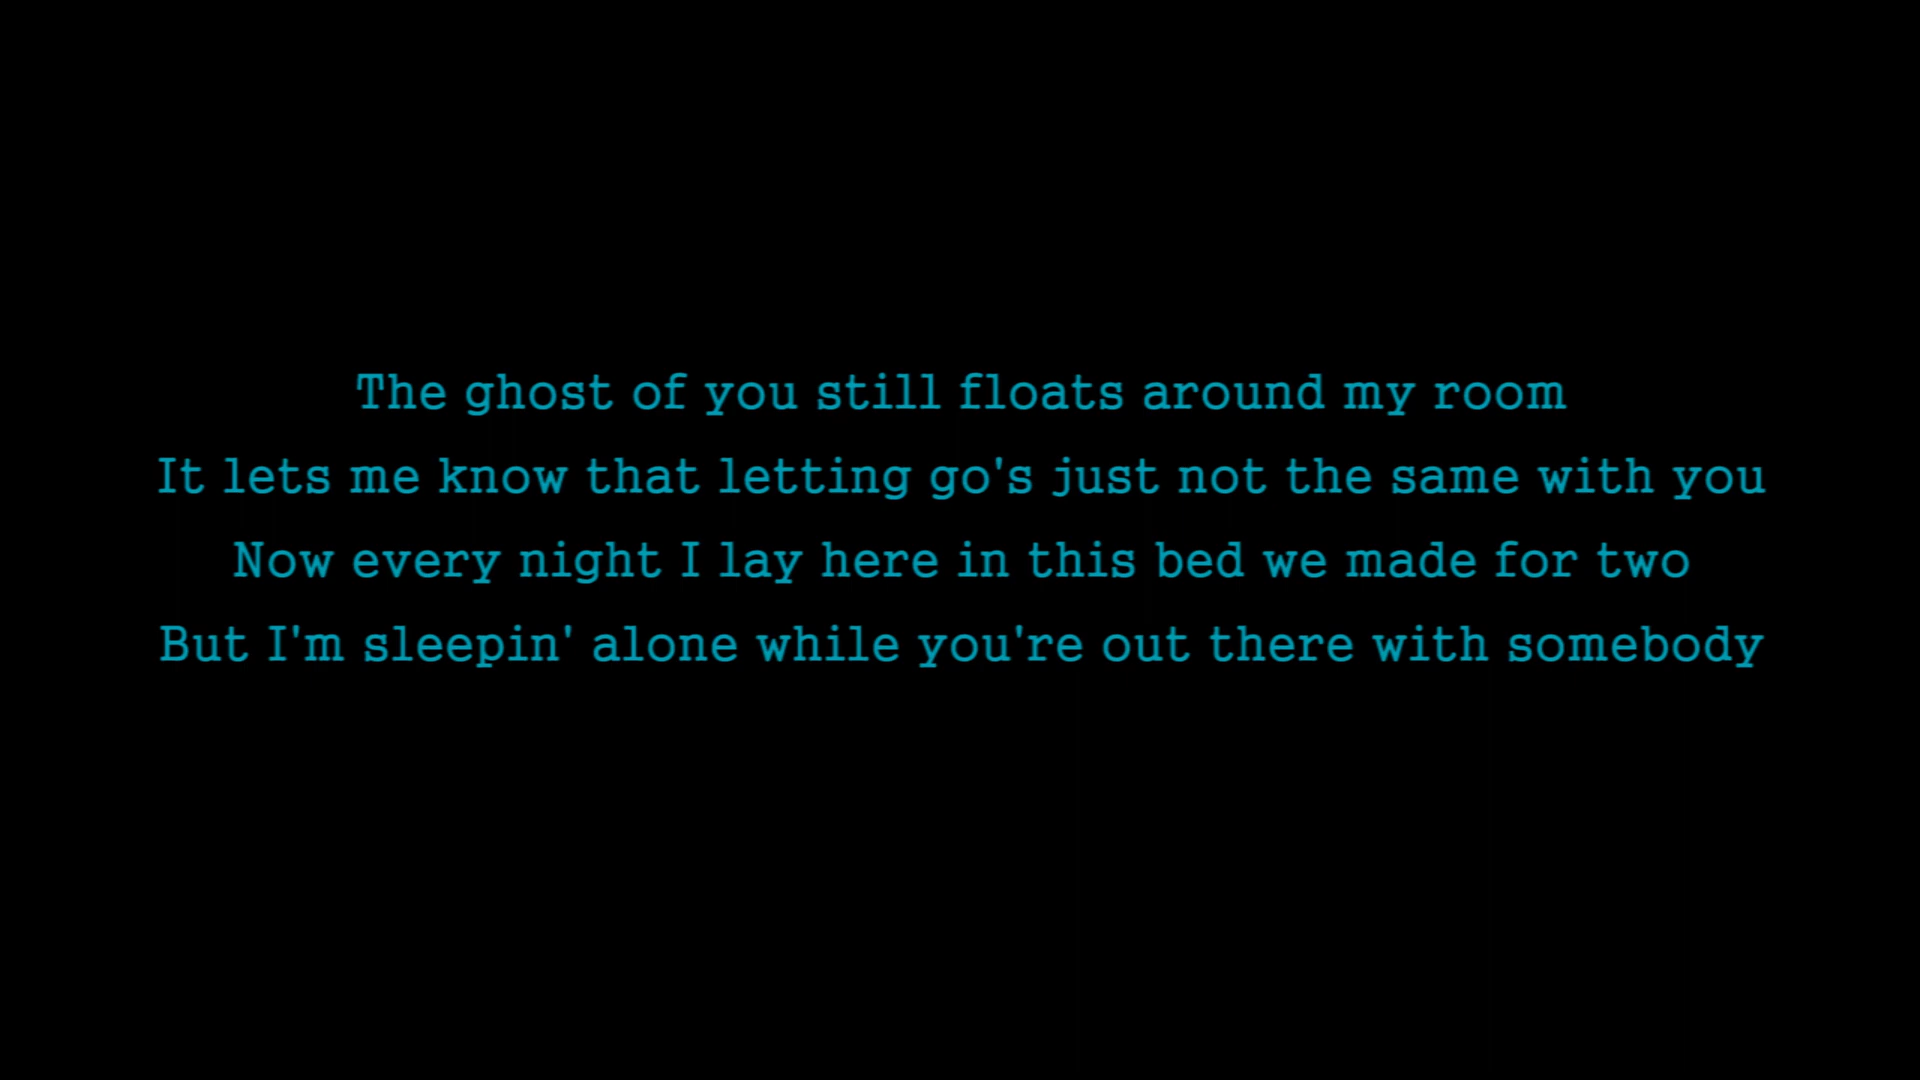 The ghost of you still floats around my room
It lets me know that letting go's just not the same with you
Now every night I lay here in this bed we made for two
But I'm sleepin' alone while you're out there with somebody